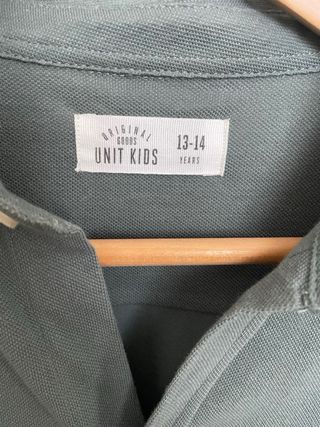 ORIGINAL
GOODS
UNIT KIDS
13-14
YEARS